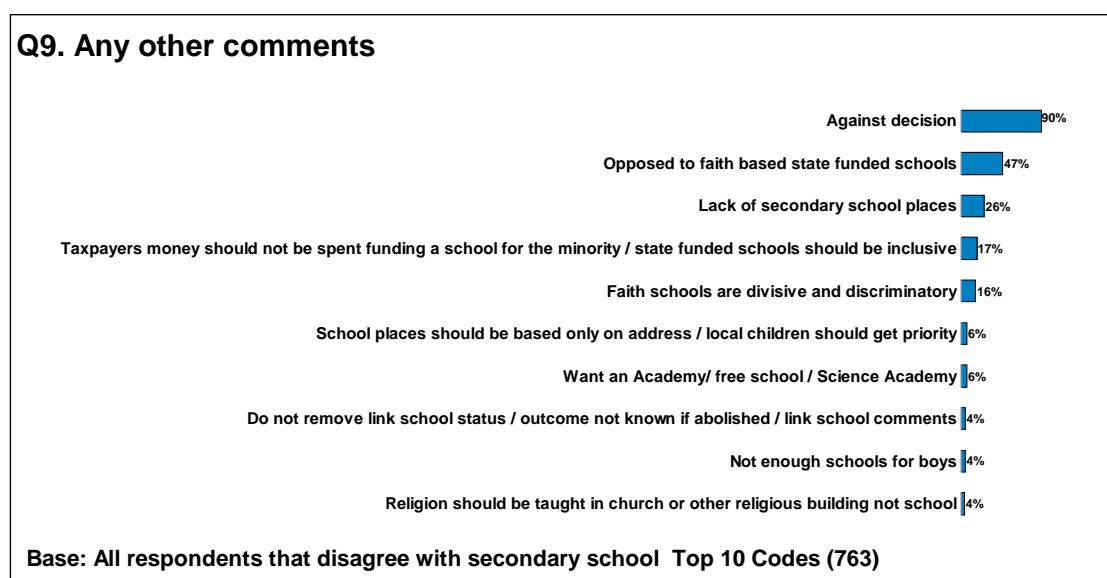 Q9. Any other comments
Against decision 90%
Opposed to faith based state funded schools 47%
Lack of secondary school places 26%
Taxpayers money should not be spent funding a school for the minority / state funded schools should be inclusive 17%
Faith schools are divisive and discriminatory 16%
School places should be based only on address / local children should get priority 6%
Want an Academy/ free school / Science Academy 6%
Do not remove link school status / outcome not known if abolished / link school comments 4%
Not enough schools for boys 4%
Religion should be taught in church or other religious building not school 4%
Base: All respondents that disagree with secondary school  Top 10 Codes (763)